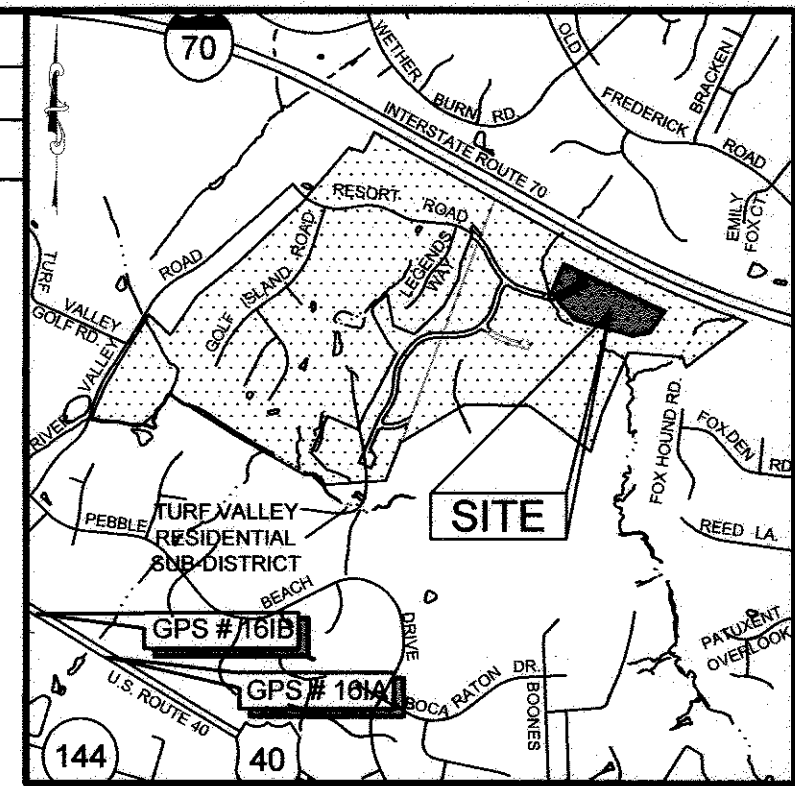 70
WETHER
BURN RD.
OLD
FREDERICK
ROAD
BRACKEN
INTERSTATE ROUTE 70
EMILY
FOX CT.
RESORT ROAD
ROAD
GOLF ISLAND ROAD
LEGENDS
WAY
TURF
VALLEY
GOLF RD.
VALLEY
RIVER
FOX HOUND RD.
FOXDEN
RD
REED LA.
SITE
PEBBLE
BEACH
DRIVE
TURF VALLEY
RESIDENTIAL
SUB-DISTRICT
PATUXENT
OVERLOOK
GPS # 16IB
GPS # 16IA
BOCA RATON DR.
BOONES
U.S. ROUTE 40
144
40